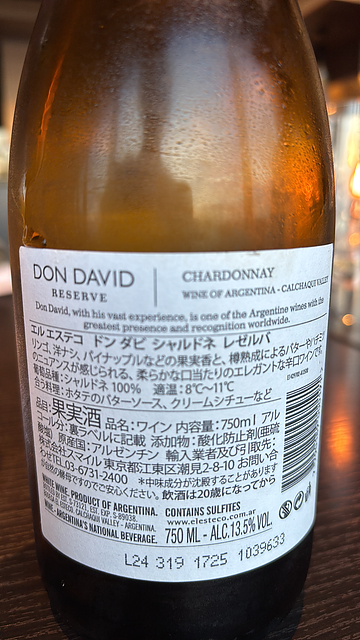 DON DAVID
RESERVE
CHARDONNAY
WINE OF ARGENTINA - CALCHAQUI VALLEY
Don David, with his vast experience, is one of the Argentine wines with the
greatest presence and recognition worldwide.
エル エステコ ドン ダビ シャルドネ レゼルバ
リンゴ、洋ナシ、パイナップルなどの果実香と、樽熟成によるバターやハチミツ
のニュアンスが感じられる、柔らかな口当たりのエレガントな辛口ワインです。
葡萄品種：シャルドネ 100% 適温：8℃～11℃
合う料理：ホタテのバターソース、クリームシチューなど
品目：果実酒 品名：ワイン 内容量：750ml アル
コール分：裏ラベルに記載 添加物：酸化防止剤(亜硫
酸塩) 原産国：アルゼンチン 輸入業者及び引取先：
株式会社スマイル 東京都江東区潮見2-8-10 お問い合
わせTEL.03-6731-2400 *中味成分が沈殿することがあります
が自然の酵母ですのでご安心ください。飲酒は20歳になってから
WHITE WINE. PRODUCT OF ARGENTINA. CONTAINS SULFITES
www.elesteco.com.ar
WINE, ARGENTINA'S NATIONAL BEVERAGE. 750 ML - ALC. 13.5% VOL.
L24 319 1725 1039633